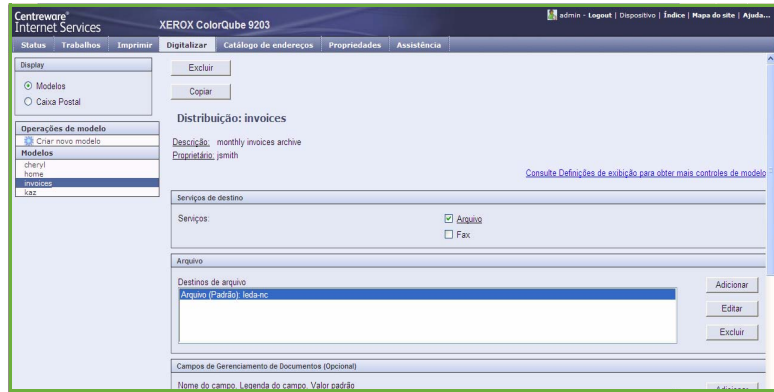 Centreware®
Internet Services
XEROX ColorQube 9203
admin - Logout | Dispositivo | Índice | Mapa do site | Ajuda...
Status Trabalhos Imprimir Digitalizar Catálogo de endereços Propriedades Assistência
Display
Modelos
Caixa Postal
Operações de modelo
Criar novo modelo
Modelos
cheryl
home
invoices
kaz
Excluir
Copiar
Distribuição: invoices
Descrição: monthly invoices archive
Proprietário: jsmith
Consulte Definições de exibição para obter mais controles de modelo
Serviços de destino
Serviços:
Arquivo
Fax
Arquivo
Destinos de arquivo
Arquivo (Padrão): leda-nc
Adicionar
Editar
Excluir
Campos de Gerenciamento de Documentos (Opcional)
Nome do campo, Legenda do campo, Valor padrão
Adicionar